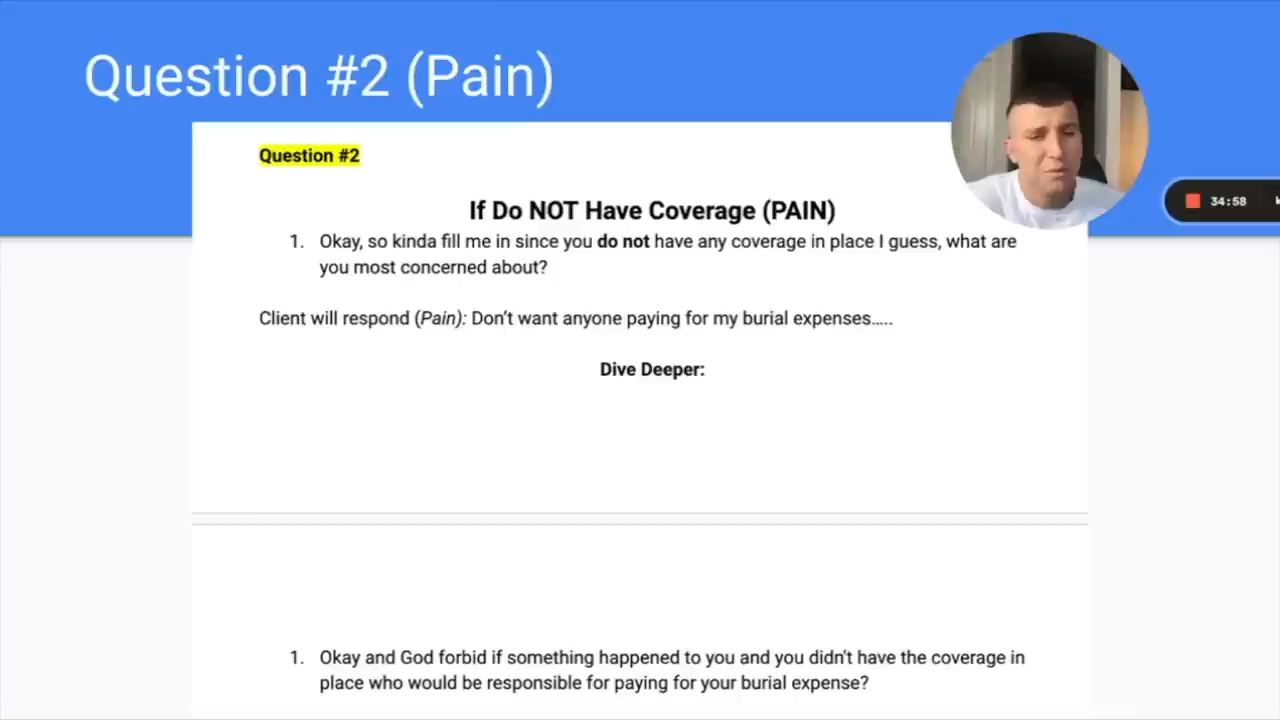 Question #2 (Pain)
Question #2
If Do NOT Have Coverage (PAIN)
1. Okay, so kinda fill me in since you do not have any coverage in place I guess, what are
you most concerned about?
34:58
Client will respond (Pain): Don't want anyone paying for my burial expenses.....
Dive Deeper:
1. Okay and God forbid if something happened to you and you didn't have the coverage in
place who would be responsible for paying for your burial expense?